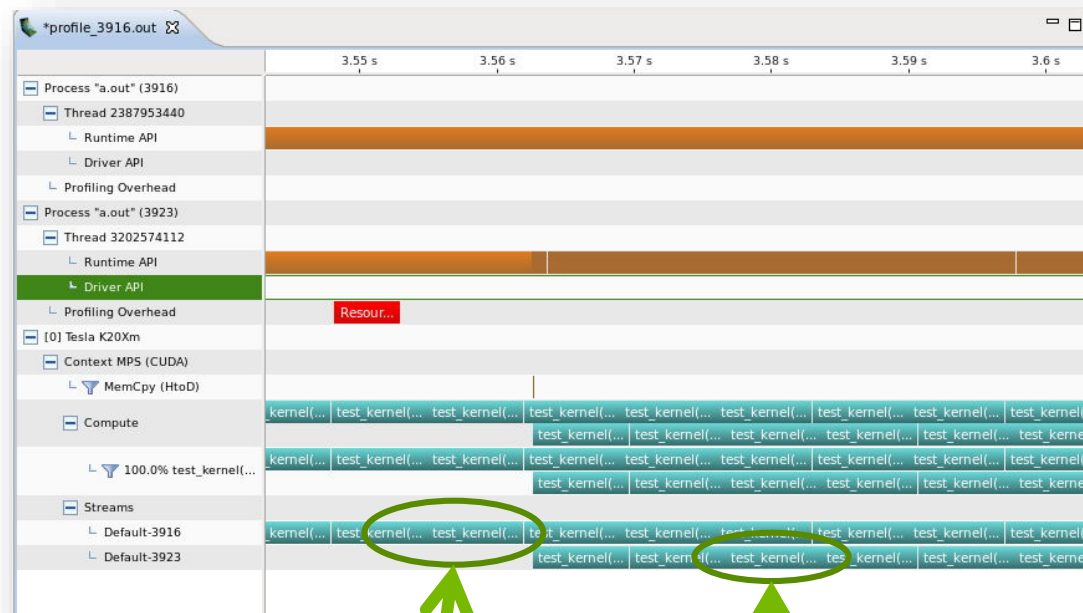 *profile_3916.out
3.55 s 3.56 s 3.57 s 3.58 s 3.59 s 3.6 s
Process "a.out" (3916)
Thread 2387953440
Runtime API
Driver API
Profiling Overhead
Process "a.out" (3923)
Thread 3202574112
Runtime API
Driver API
Profiling Overhead Resour...
[0] Tesla K20Xm
Context MPS (CUDA)
MemCpy (HtoD)
kernel(... test_kernel(... test_kernel(... test_kernel(... test_kernel(... test_kernel(... test_kernel(... test_kernel(... test_kernel(
Compute
test_kernel(... test_kernel(... test_kernel(... test_kernel(... test_kernel(... test_kerne
kernel(... test_kernel(... test_kernel(... test_kernel(... test_kernel(... test_kernel(... test_kernel(... test_kernel(... test_kernel(
100.0% test_kernel(...
test_kernel(... test_kernel(... test_kernel(... test_kernel(... test_kernel(... test_kerne
Streams
Default-3916 kernel(... test_kernel(... test_kernel(... test_kernel(... test_kernel(... test_kernel(... test_kernel(... test_kernel(... test_kernel(
Default-3923 test_kernel(... test_kernel(... test_kernel(... test_kernel(... test_kernel(... test_kerne